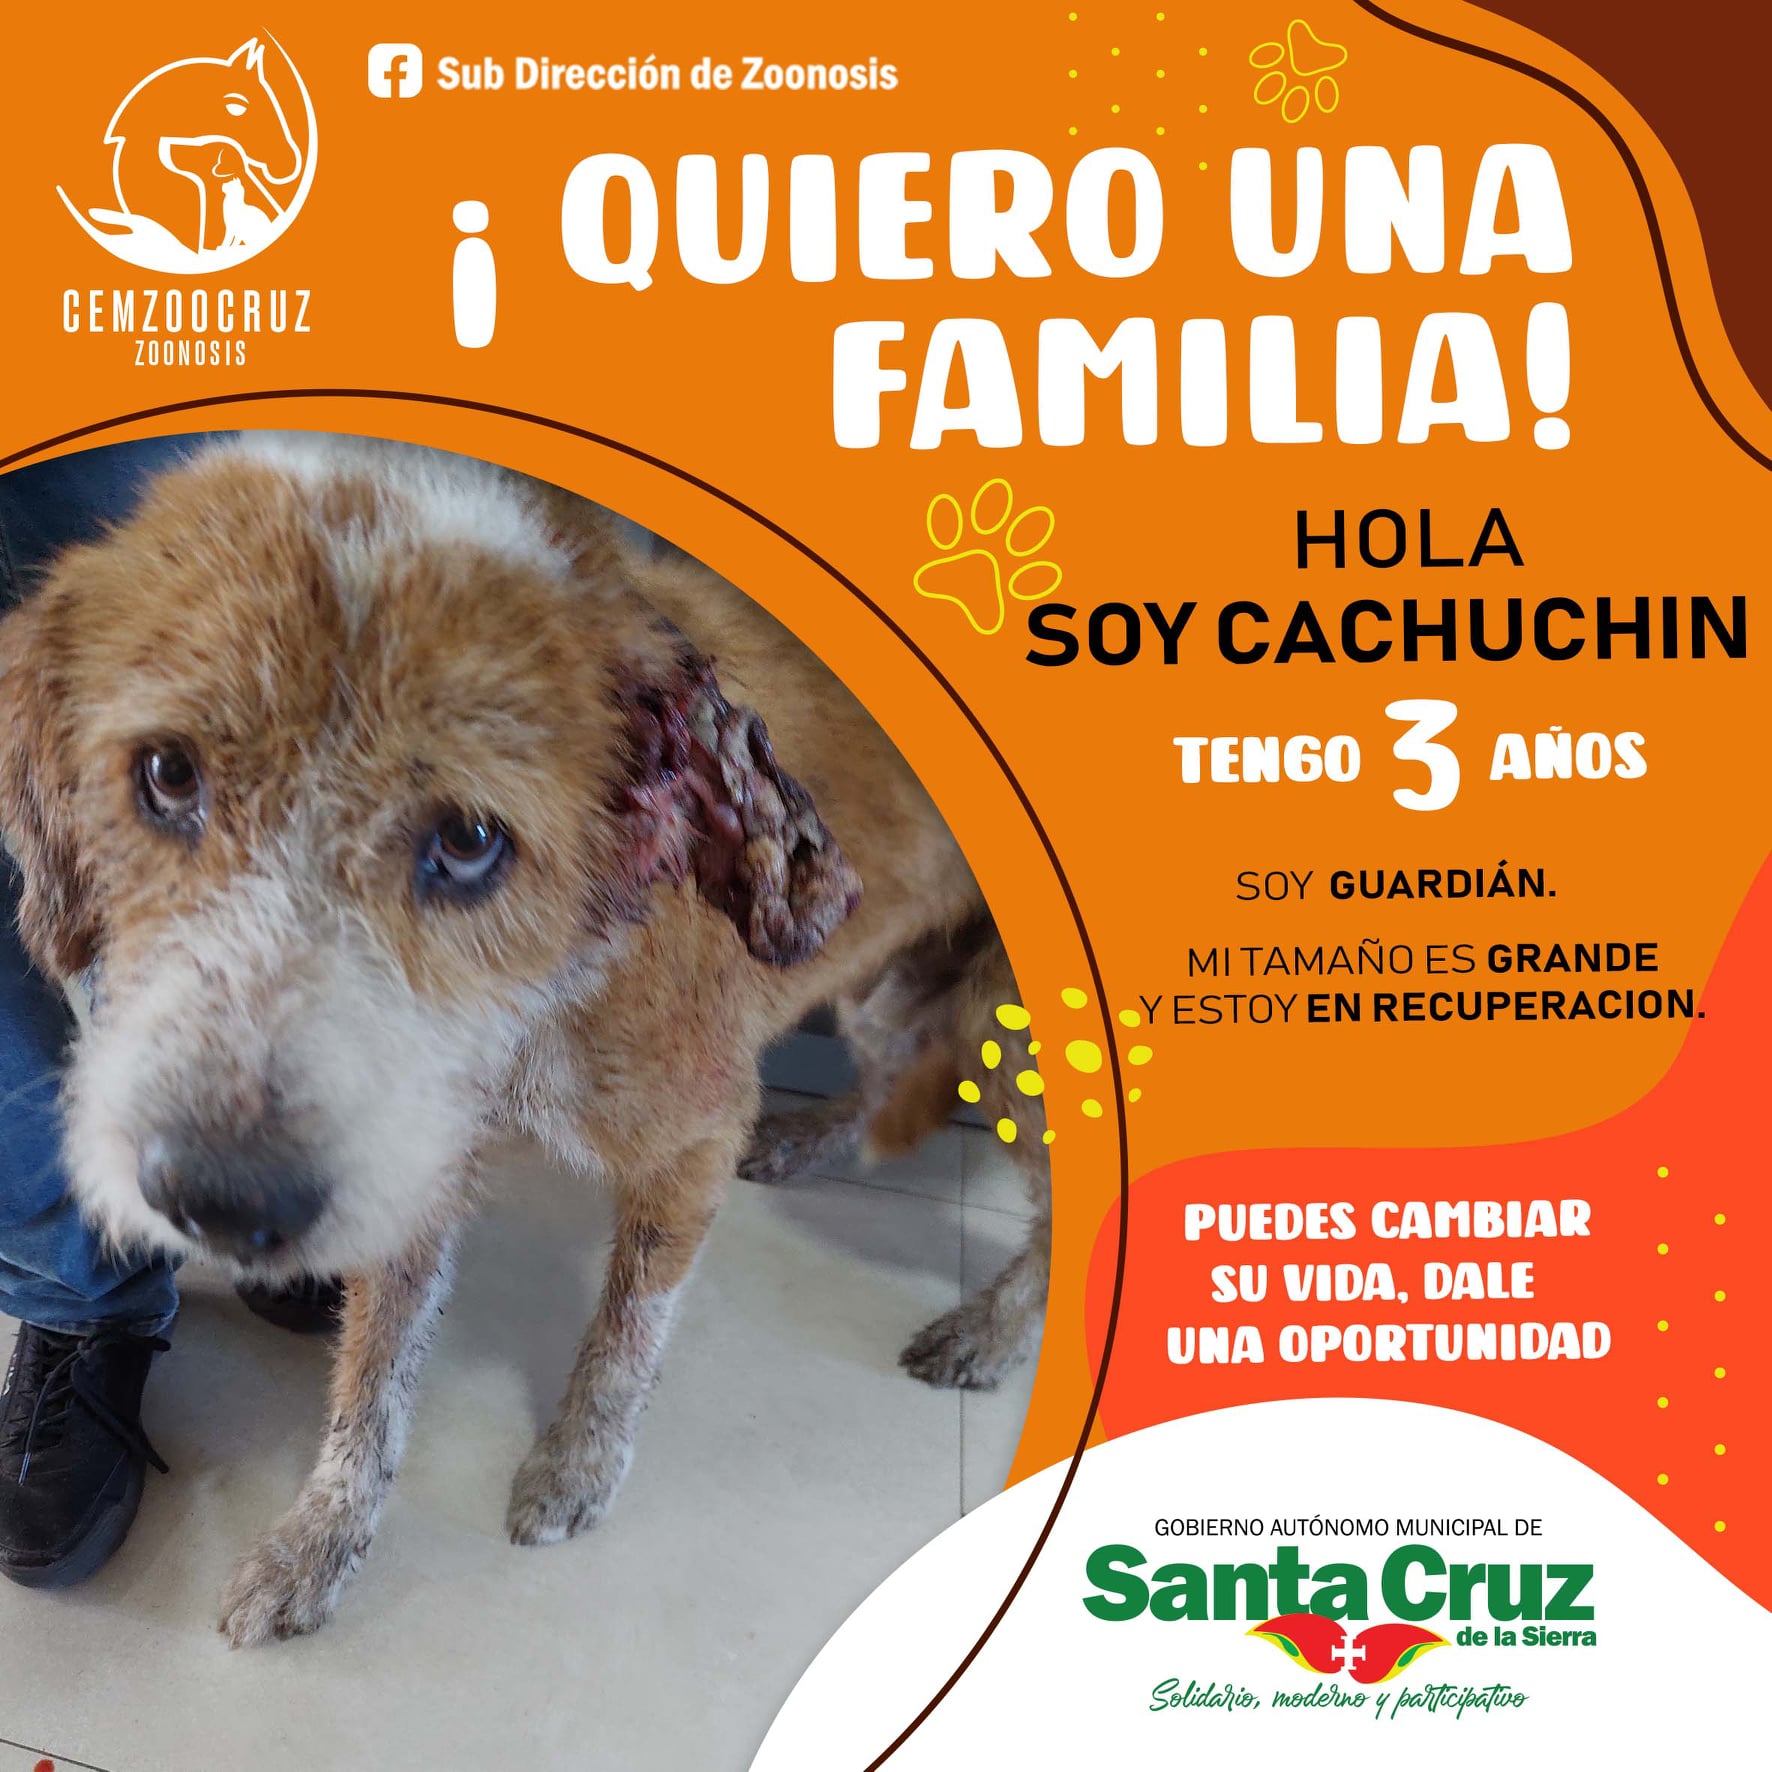 Sub Dirección de Zoonosis
CEMZOOCRUZ
ZOONOSIS
¡QUIERO UNA
FAMILIA!
HOLA
SOY CACHUCHIN
TENGO 3 AÑOS
SOY GUARDIÁN.
MI TAMAÑO ES GRANDE
Y ESTOY EN RECUPERACION.
PUEDES CAMBIAR
SU VIDA, DALE
UNA OPORTUNIDAD
GOBIERNO AUTÓNOMO MUNICIPAL DE
Santa Cruz
de la Sierra
Solidario, moderno y participativo